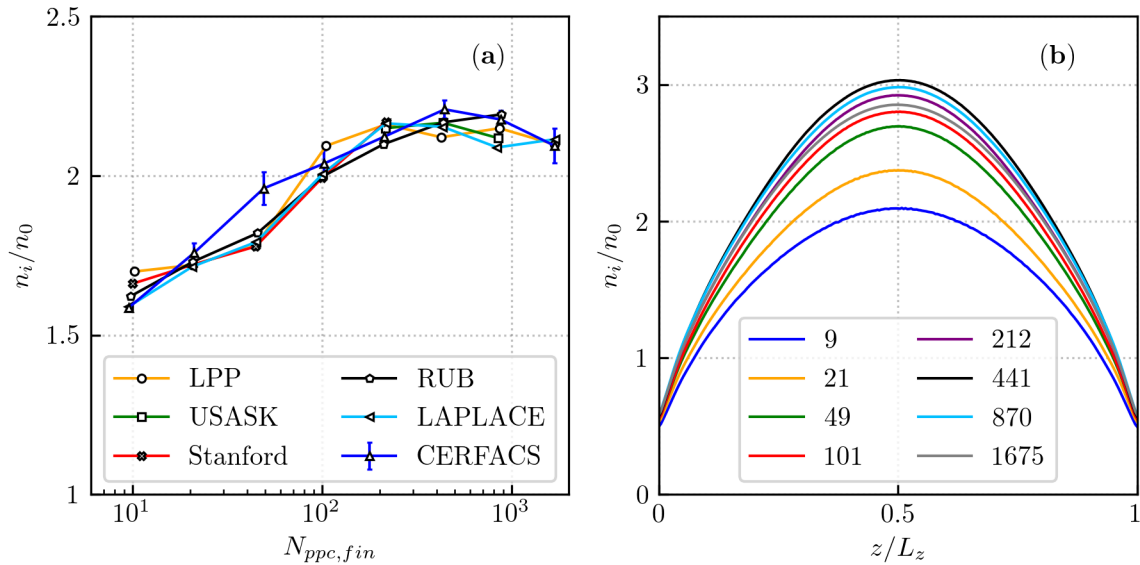 (a)
2.5
2
1.5
1
n_i/n_0
10^1
10^2
10^3
N_{ppc,fin}
LPP
USASK
Stanford
RUB
LAPLACE
CERFACS
(b)
3
2
1
0
n_i/n_0
0
0.5
1
z/L_z
9
21
49
101
212
441
870
1675